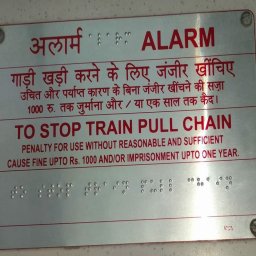 अलार्म ALARM
गाड़ी खड़ी करने के लिए जंजीर खींचिए
उचित और पर्याप्त कारण के बिना जंजीर खींचने की सज़ा
1000 रु. तक जुर्माना और / या एक साल तक कैद।
TO STOP TRAIN PULL CHAIN
PENALTY FOR USE WITHOUT REASONABLE AND SUFFICIENT
CAUSE FINE UPTO Rs. 1000 AND/OR IMPRISONMENT UPTO ONE YEAR.